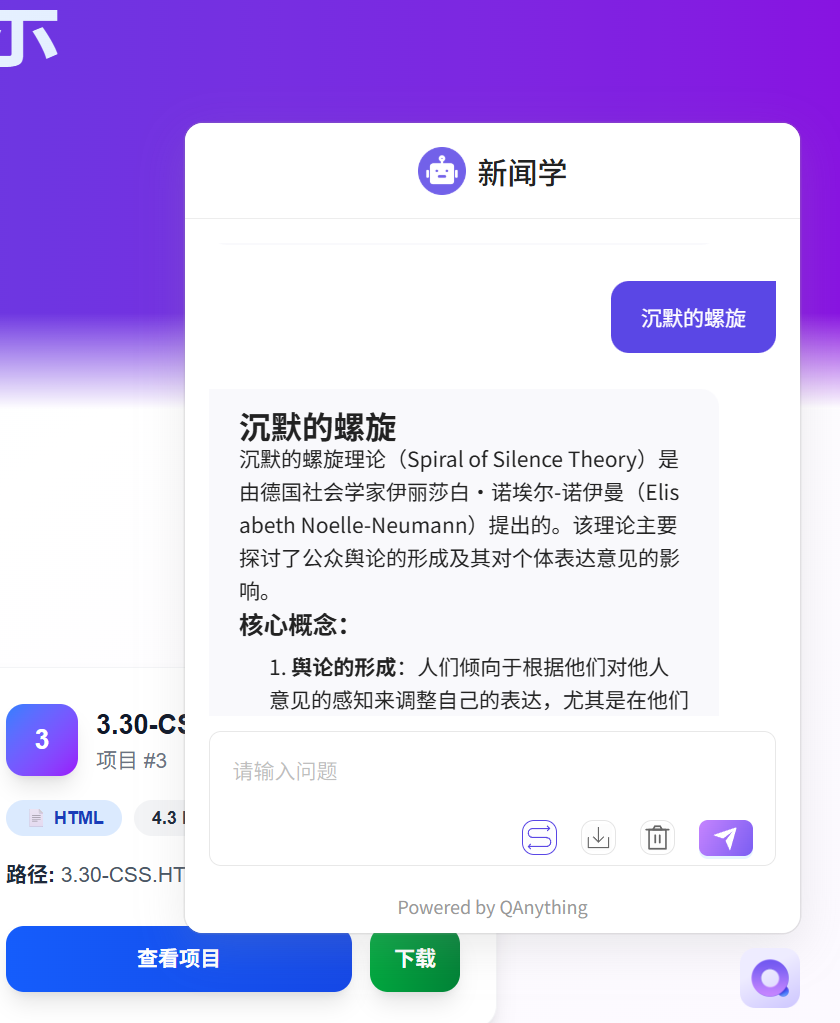 示
新闻学
沉默的螺旋
沉默的螺旋
沉默的螺旋理论（Spiral of Silence Theory）是
由德国社会学家伊丽莎白・诺埃尔-诺伊曼（Elis
abeth Noelle-Neumann）提出的。该理论主要
探讨了公众舆论的形成及其对个体表达意见的影
响。
核心概念：
1. 舆论的形成：人们倾向于根据他们对他人
意见的感知来调整自己的表达，尤其是在他们
请输入问题
Powered by QAnything
3
3.30-CS
项目 #3
HTML
4.3
路径: 3.30-CSS.HT
查看项目
下载